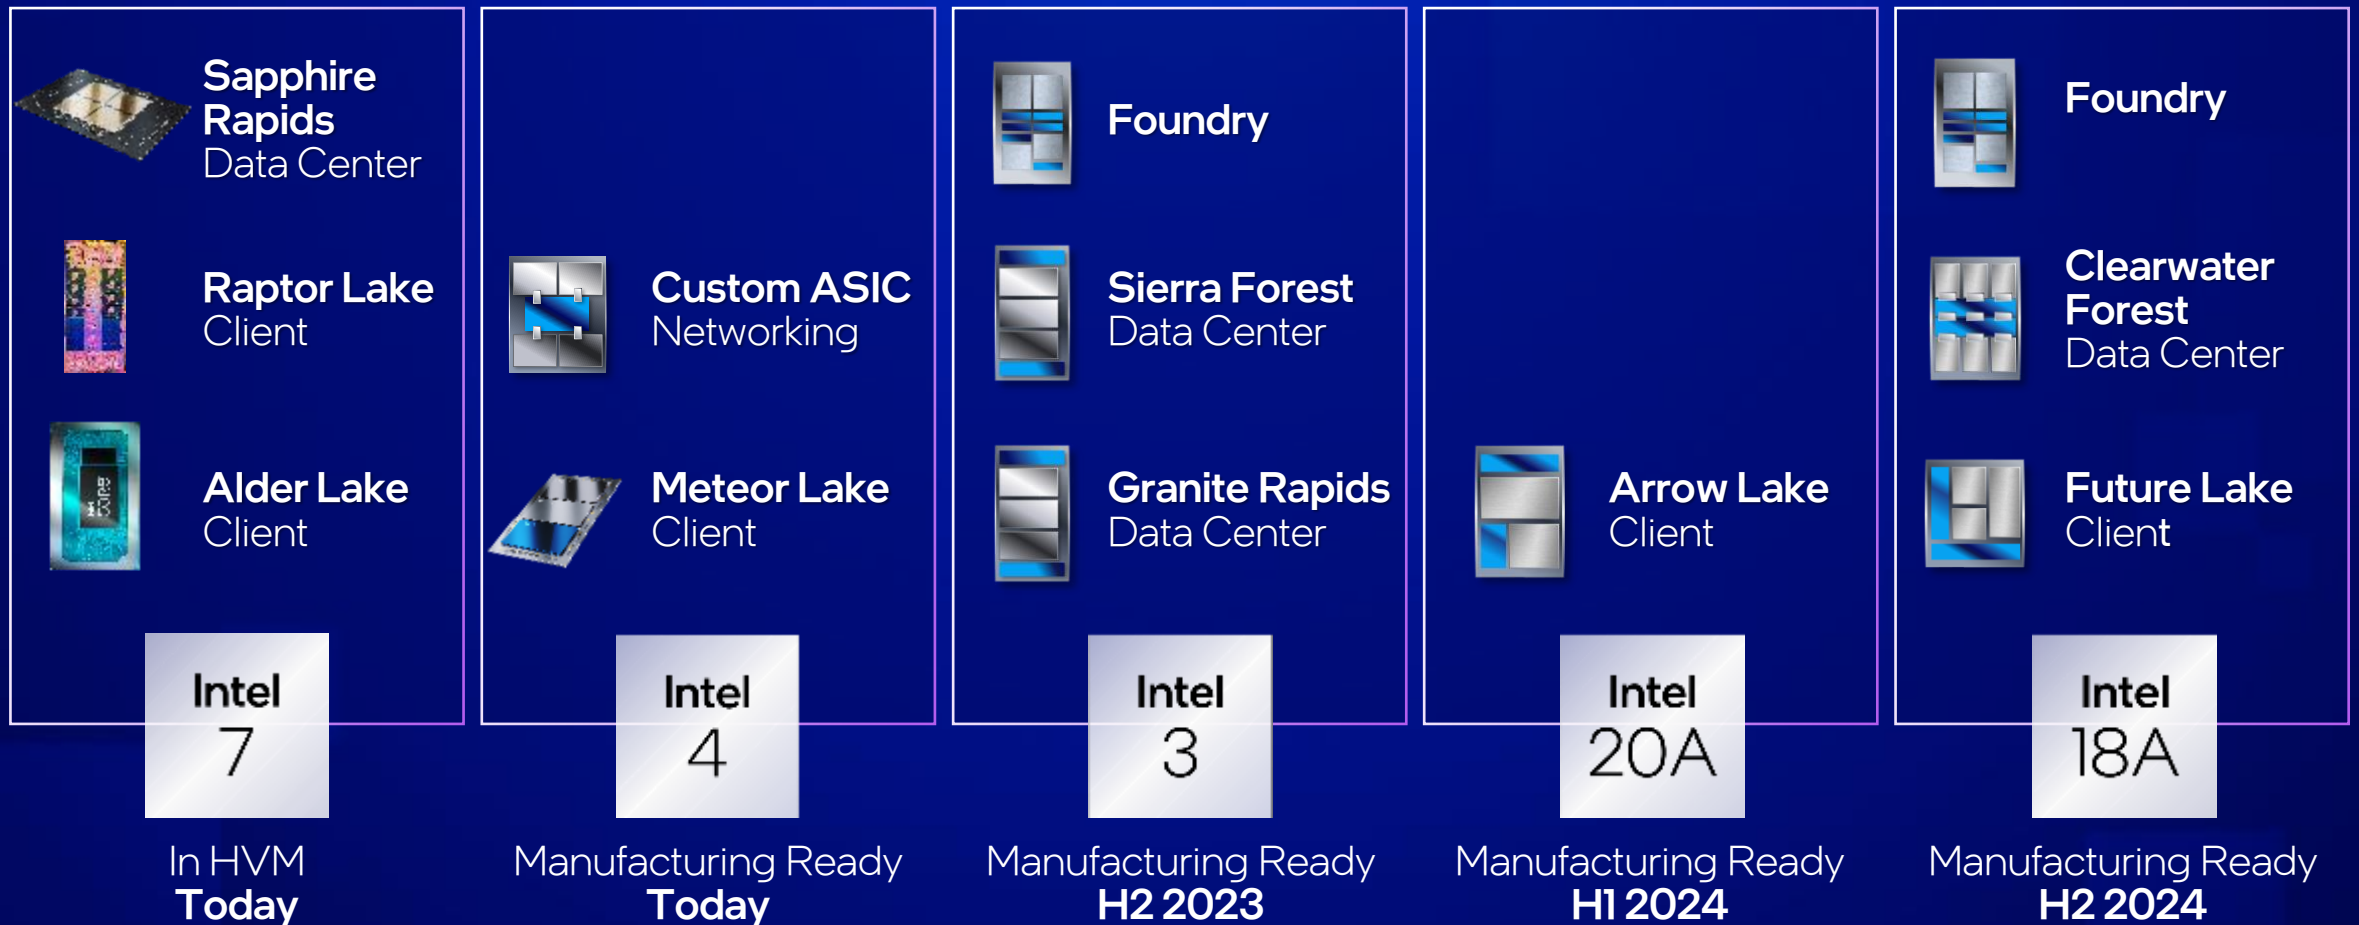 Sapphire
Rapids
Data Center
Raptor Lake
Client
Alder Lake
Client
Intel
7
In HVM
Today
Custom ASIC
Networking
Meteor Lake
Client
Intel
4
Manufacturing Ready
Today
Foundry
Sierra Forest
Data Center
Granite Rapids
Data Center
Intel
3
Manufacturing Ready
H2 2023
Arrow Lake
Client
Intel
20A
Manufacturing Ready
H1 2024
Foundry
Clearwater
Forest
Data Center
Future Lake
Client
Intel
18A
Manufacturing Ready
H2 2024